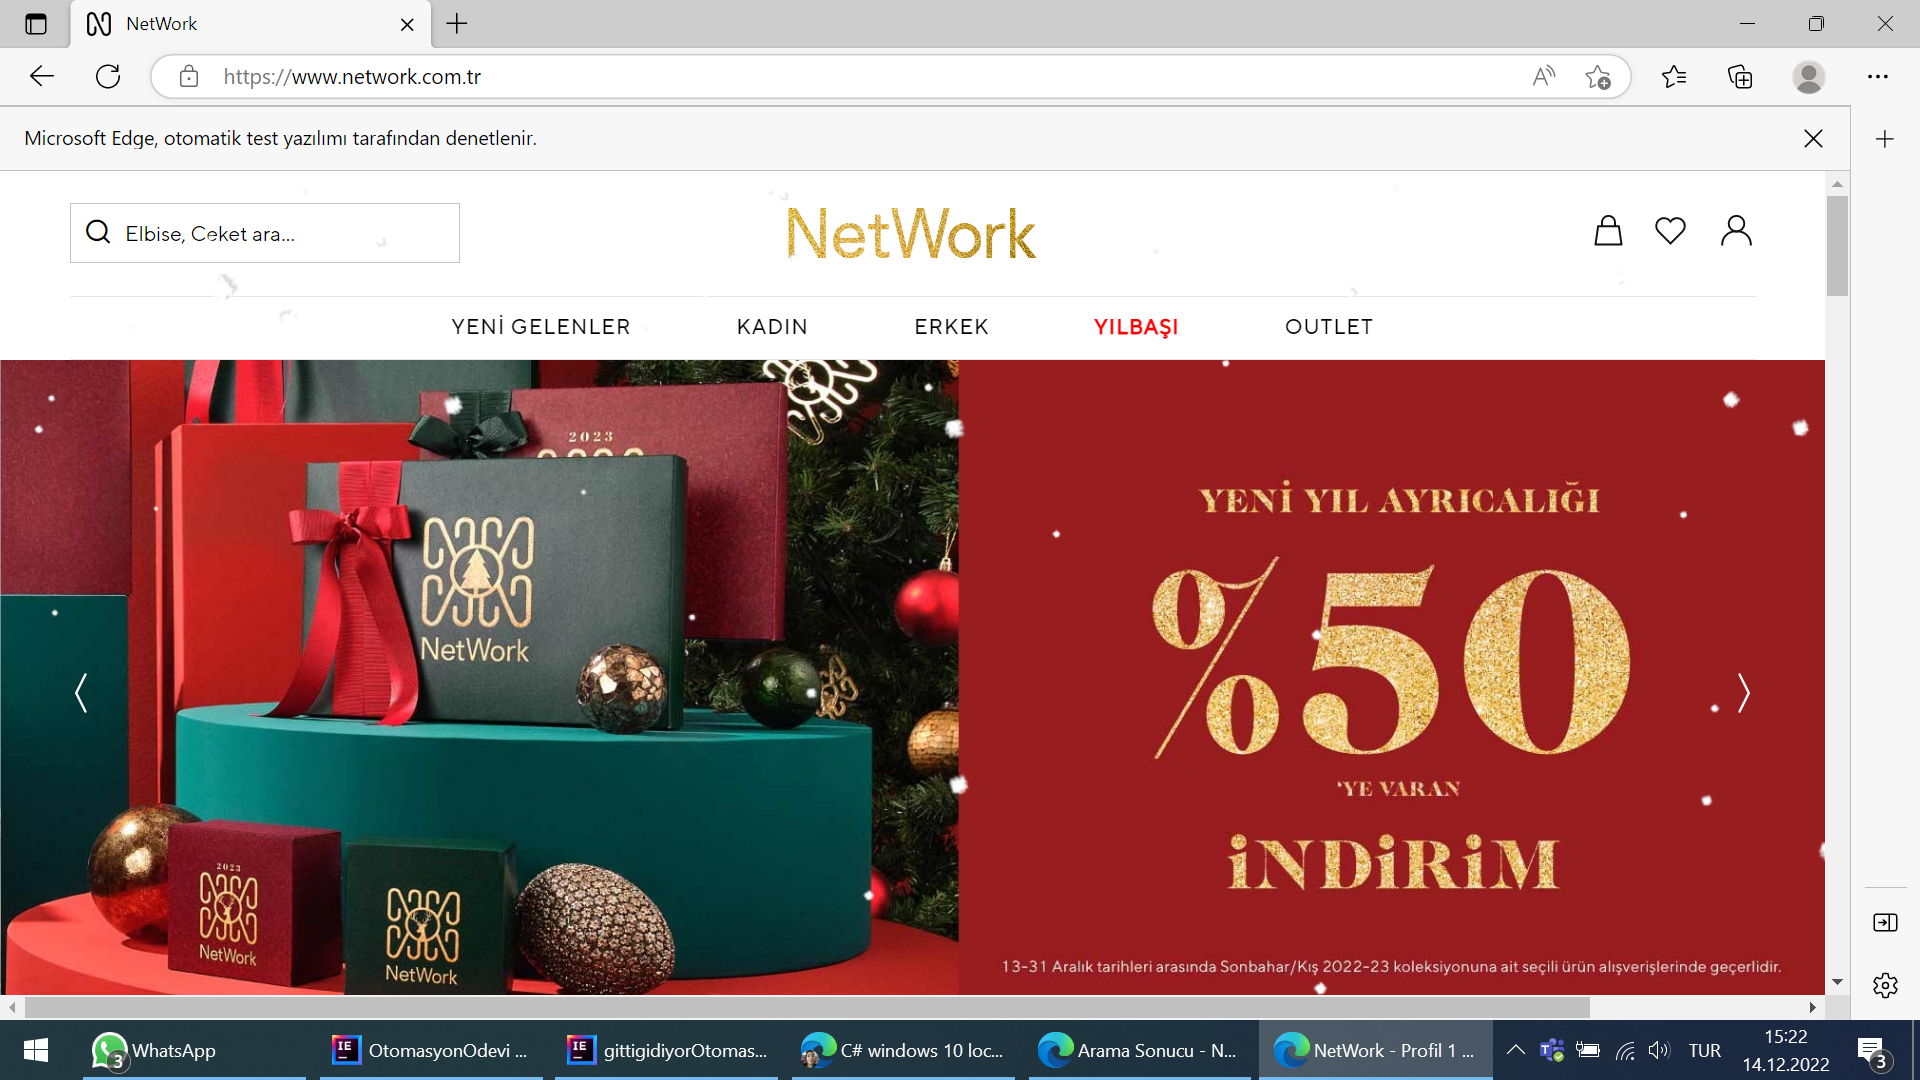 NetWork
https://www.network.com.tr
Microsoft Edge, otomatik test yazılımı tarafından denetlenir.
Elbise, Ceket ara...
NetWork
YENİ GELENLER
KADIN
ERKEK
YILBAŞI
OUTLET
2023
NetWork
2023
NetWork
NetWork
YENİ YIL AYRICALIĞI
%50
'YE VARAN
İNDİRİM
13-31 Aralık tarihleri arasında Sonbahar/Kış 2022-23 koleksiyonuna ait seçili ürün alışverişlerinde geçerlidir.
3
WhatsApp
IE
OtomasyonOdevi ...
IE
gittigidiyorOtomas...
C# windows 10 loc...
Arama Sonucu - N...
NetWork - Profil 1 ...
TUR
15:22
14.12.2022
3